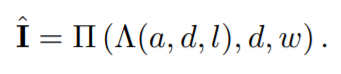 Î = Π (Λ(a, d, l), d, w) .